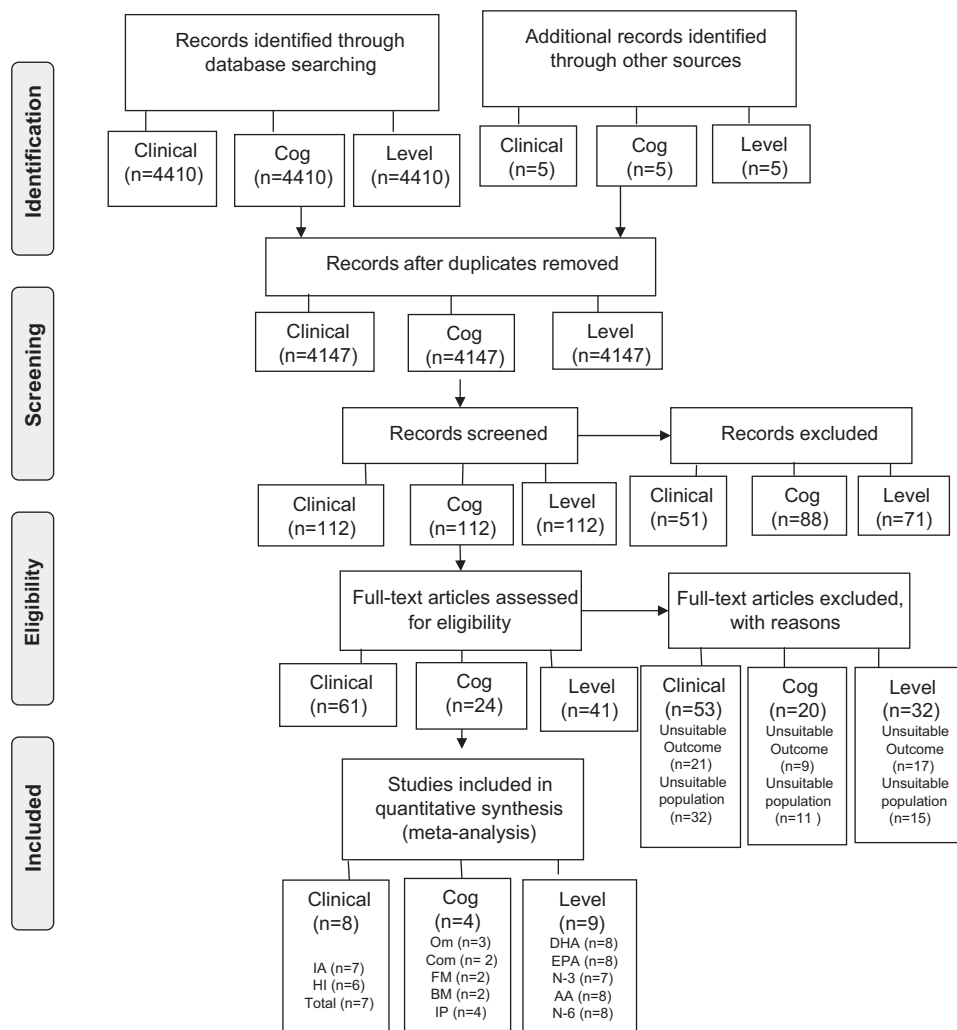 Identification
Records identified through
database searching
Additional records identified
through other sources
Clinical
(n=4410)
Cog
(n=4410)
Level
(n=4410)
Clinical
(n=5)
Cog
(n=5)
Level
(n=5)
Screening
Records after duplicates removed
Clinical
(n=4147)
Cog
(n=4147)
Level
(n=4147)
Records screened
Records excluded
Clinical
(n=112)
Cog
(n=112)
Level
(n=112)
Clinical
(n=51)
Cog
(n=88)
Level
(n=71)
Eligibility
Full-text articles assessed
for eligibility
Full-text articles excluded,
with reasons
Clinical
(n=61)
Cog
(n=24)
Level
(n=41)
Clinical
(n=53)
Unsuitable
Outcome
(n=21)
Unsuitable
population
(n=32)
Cog
(n=20)
Unsuitable
Outcome
(n=9)
Unsuitable
population
(n=11 )
Level
(n=32)
Unsuitable
Outcome
(n=17)
Unsuitable
population
(n=15)
Included
Studies included in
quantitative synthesis
(meta-analysis)
Clinical
(n=8)
IA (n=7)
HI (n=6)
Total (n=7)
Cog
(n=4)
Om (n=3)
Com (n= 2)
FM (n=2)
BM (n=2)
IP (n=4)
Level
(n=9)
DHA (n=8)
EPA (n=8)
N-3 (n=7)
AA (n=8)
N-6 (n=8)